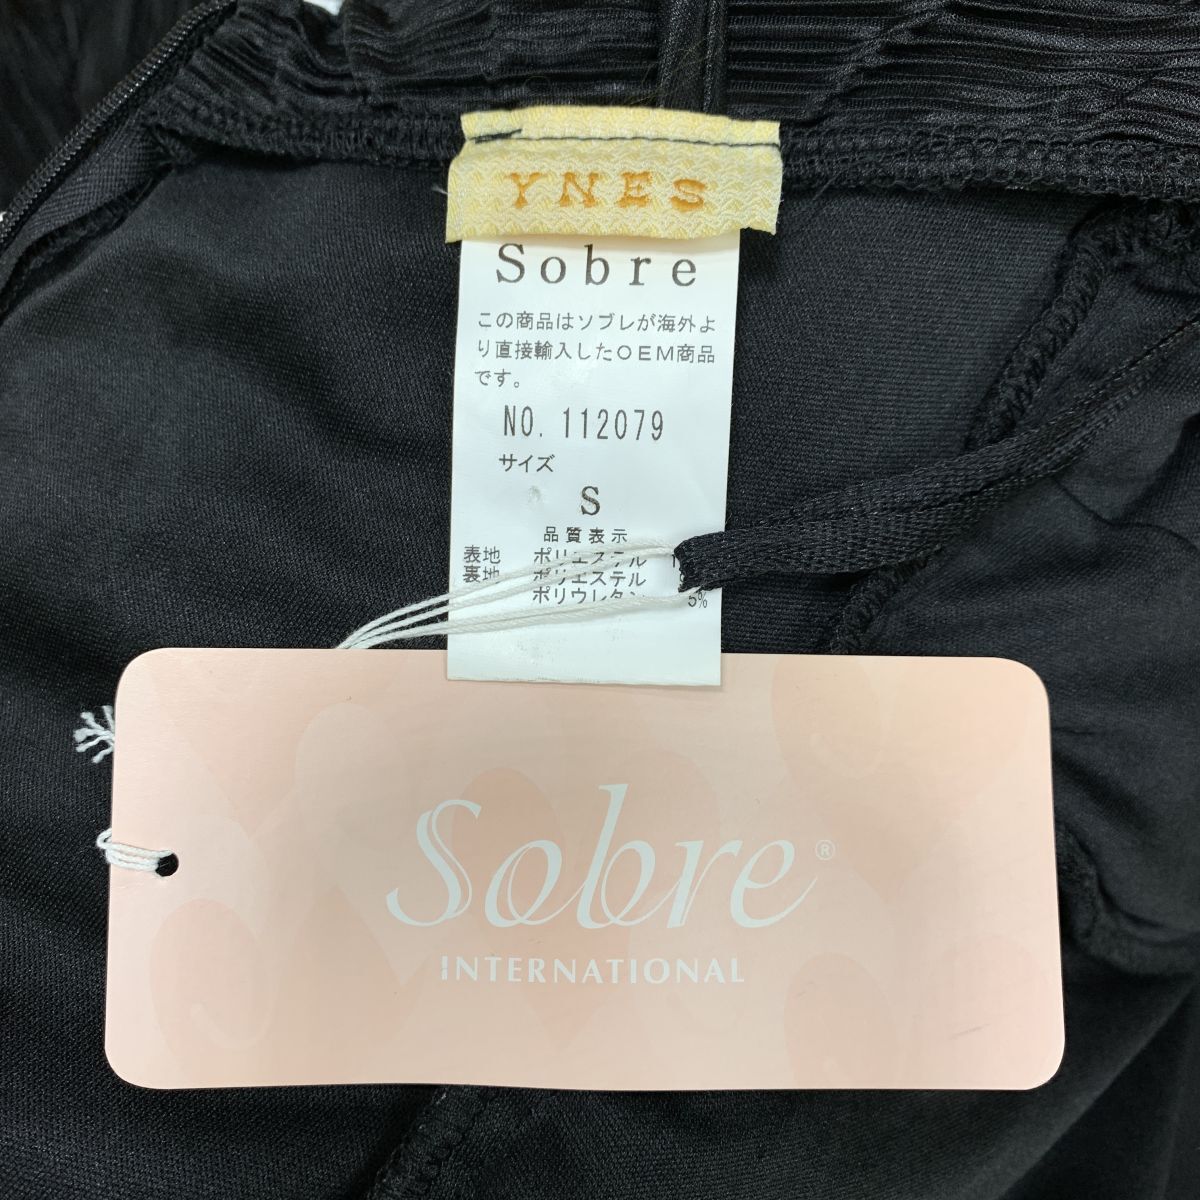 YNES
Sobre
この商品はソブレが海外よ
り直接輸入したOEM商品
です。
NO. 112079
サイズ
S
品質表示
表地 ポリエステル
裏地 ポリエステル
ポリウレタン 5%
Sobre®
INTERNATIONAL